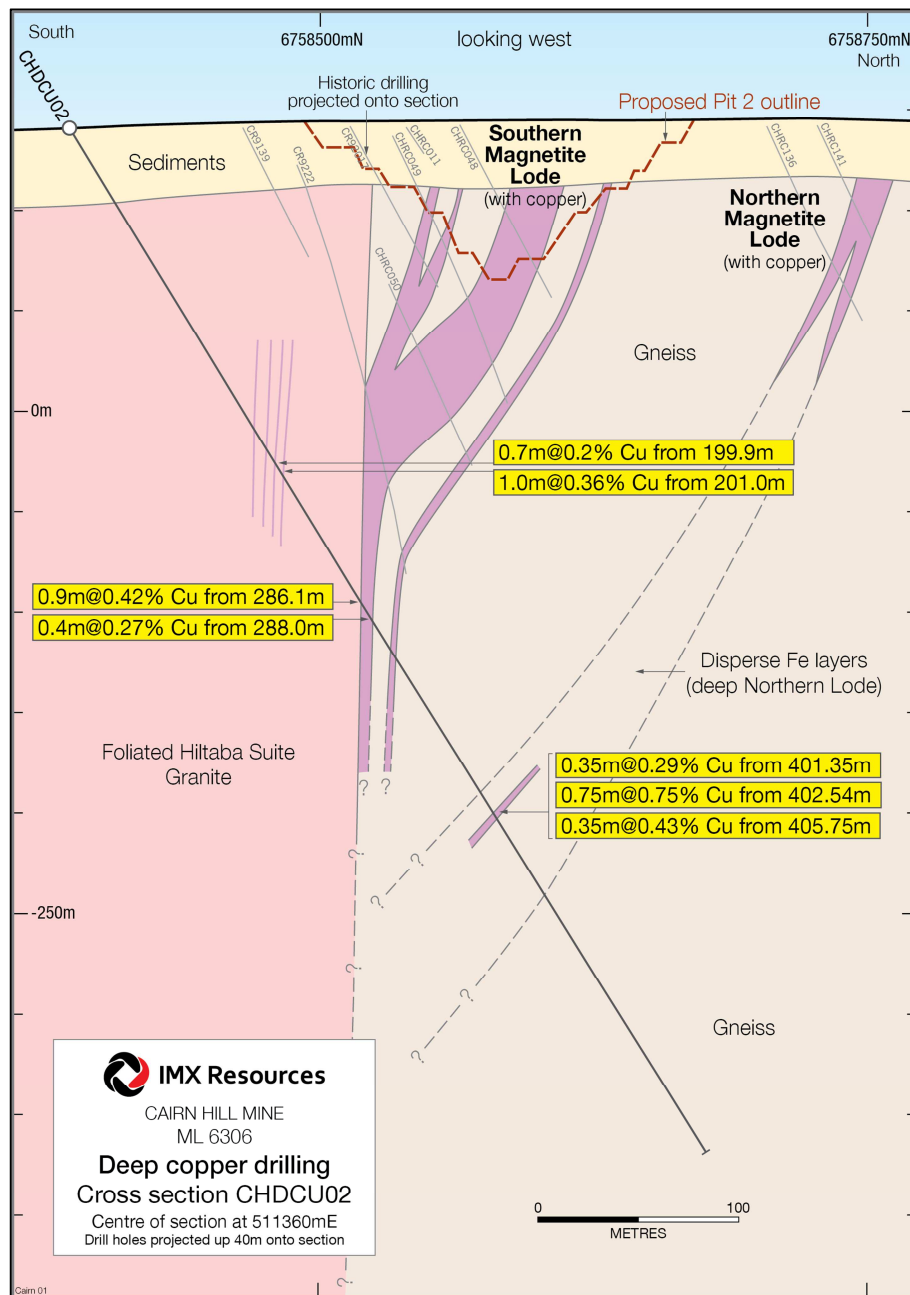 South
6758500mN
looking west
6758750mN
North
CHDCU02
Historic drilling
projected onto section
Proposed Pit 2 outline
Sediments
CR9139
CR9222
CHRC049
CHRC011
CHRC048
CHRC050
Southern
Magnetite
Lode
(with copper)
CHRC136
CHRC141
Northern
Magnetite
Lode
(with copper)
Gneiss
0m
0.7m@0.2% Cu from 199.9m
1.0m@0.36% Cu from 201.0m
0.9m@0.42% Cu from 286.1m
0.4m@0.27% Cu from 288.0m
Disperse Fe layers
(deep Northern Lode)
Foliated Hiltaba Suite
Granite
0.35m@0.29% Cu from 401.35m
0.75m@0.75% Cu from 402.54m
0.35m@0.43% Cu from 405.75m
? ?
?
?
?
-250m
?
?
?
?
Gneiss
IMX Resources
CAIRN HILL MINE
ML 6306
Deep copper drilling
Cross section CHDCU02
Centre of section at 511360mE
Drill holes projected up 40m onto section
0 100
METRES
Cairn 01